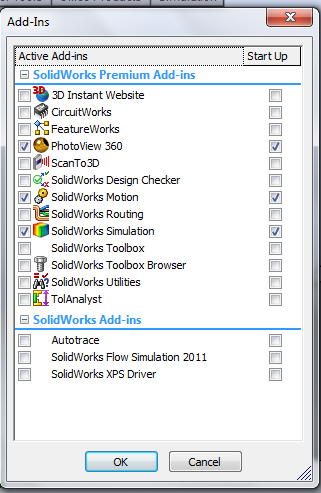 Add-Ins
Active Add-ins Start Up
SolidWorks Premium Add-ins
3D 3D Instant Website
CircuitWorks
FeatureWorks
PhotoView 360
ScanTo3D
SolidWorks Design Checker
SolidWorks Motion
SolidWorks Routing
SolidWorks Simulation
SolidWorks Toolbox
SolidWorks Toolbox Browser
SolidWorks Utilities
TolAnalyst
SolidWorks Add-ins
Autotrace
SolidWorks Flow Simulation 2011
SolidWorks XPS Driver
OK Cancel